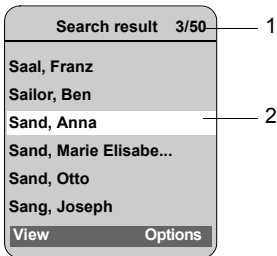 Search result 3/50 1
Saal, Franz
Sailor, Ben
Sand, Anna 2
Sand, Marie Elisabe...
Sand, Otto
Sang, Joseph
View Options